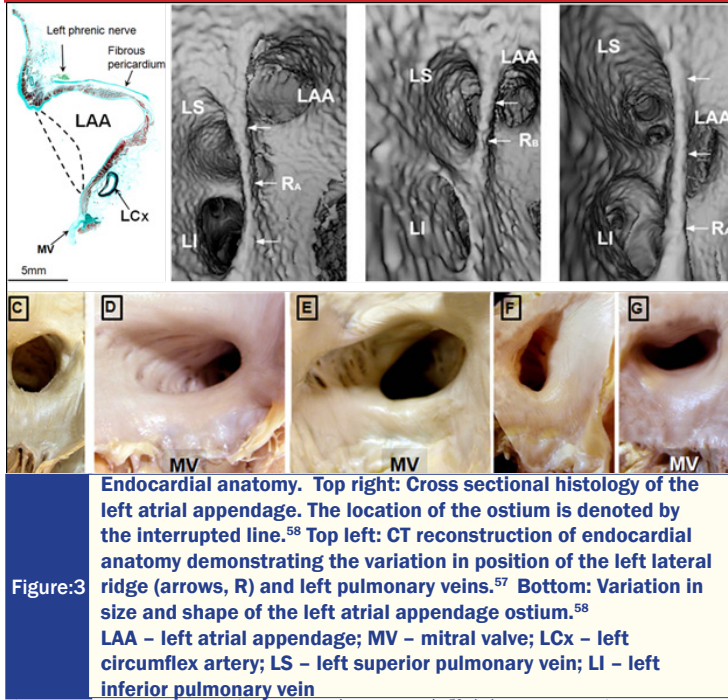 Left phrenic nerve
Fibrous
pericardium
LAA
LCx
MV
5mm
LS
LAA
RA
LI
LS
LAA
RB
LI
LS
LAA
LI
C
D
MV
E
MV
F
G
MV
Figure:3
Endocardial anatomy. Top right: Cross sectional histology of the
left atrial appendage. The location of the ostium is denoted by
the interrupted line.58 Top left: CT reconstruction of endocardial
anatomy demonstrating the variation in position of the left lateral
ridge (arrows, R) and left pulmonary veins.57 Bottom: Variation in
size and shape of the left atrial appendage ostium.58
LAA – left atrial appendage; MV – mitral valve; LCx – left
circumflex artery; LS – left superior pulmonary vein; LI – left
inferior pulmonary vein